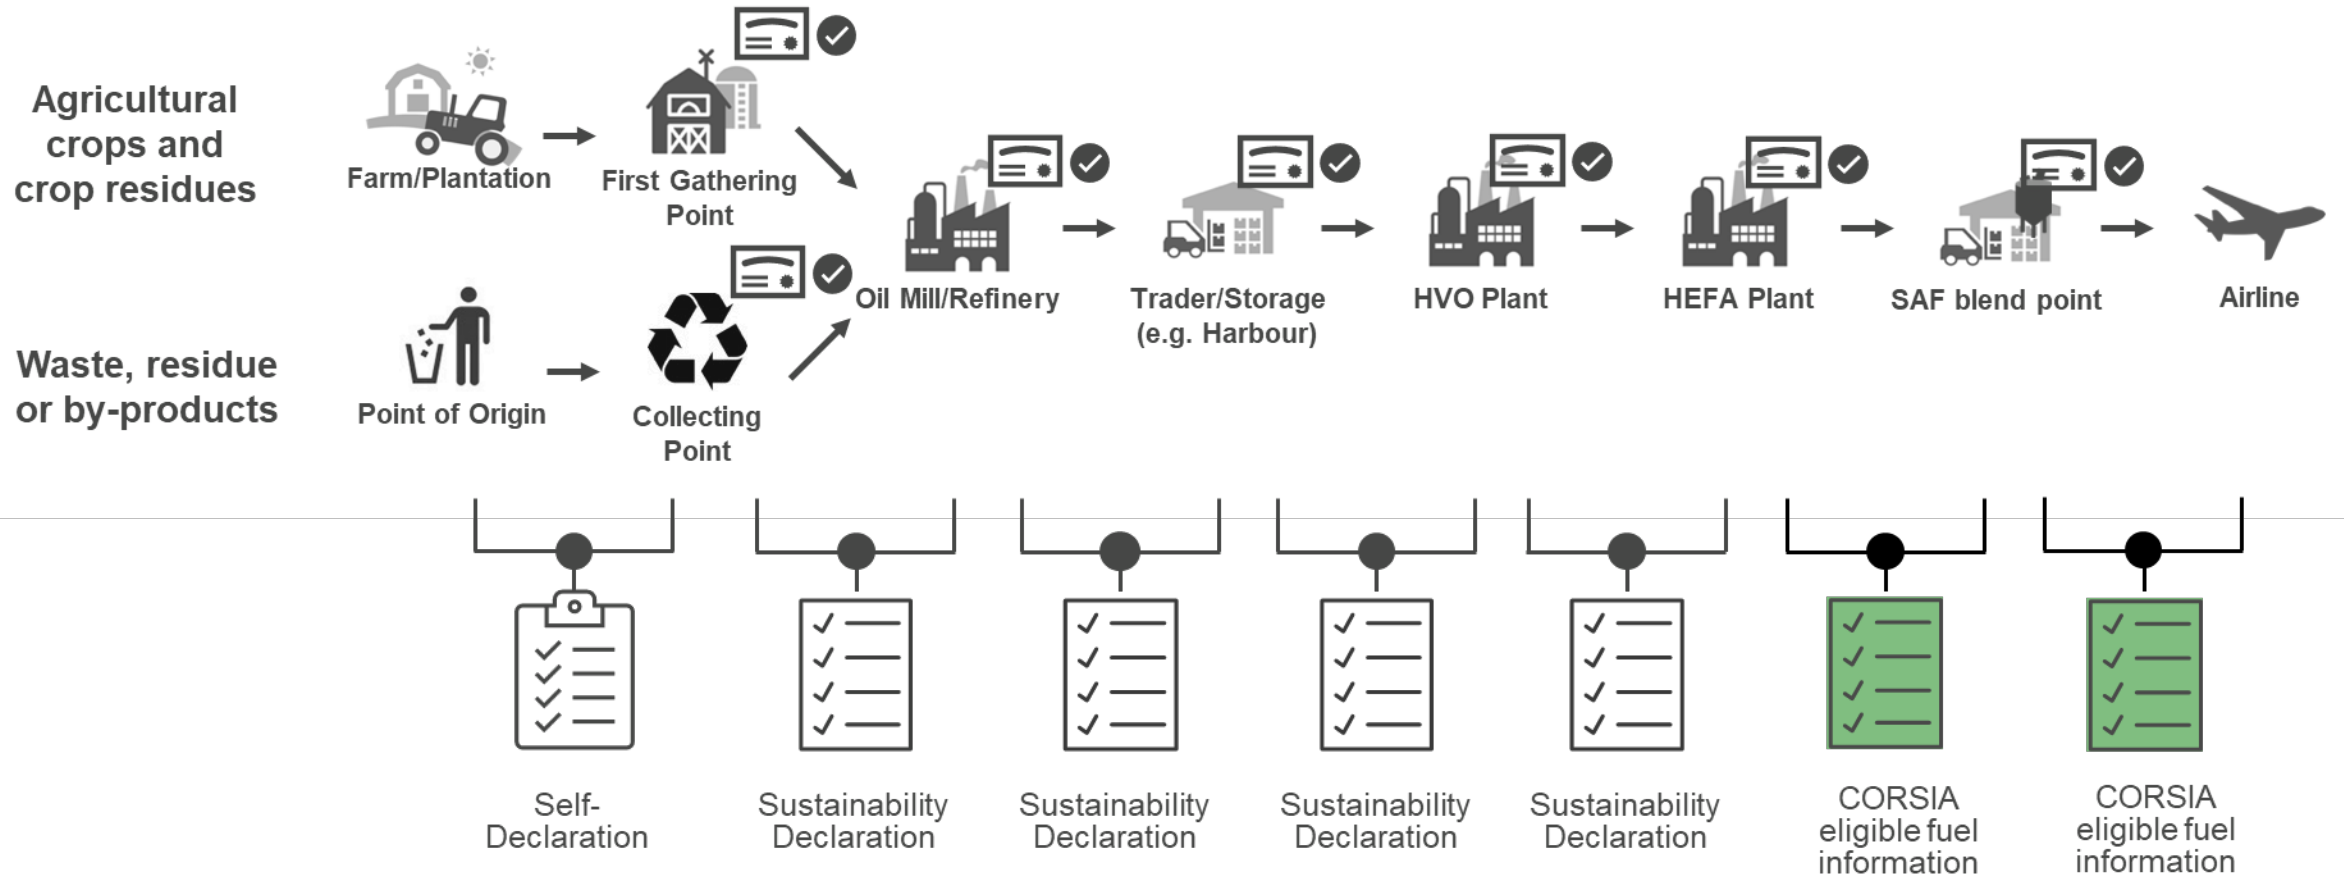 Agricultural
crops and
crop residues
Farm/Plantation
First Gathering
Point
Waste, residue
or by-products
Point of Origin
Collecting
Point
Oil Mill/Refinery
Trader/Storage
(e.g. Harbour)
HVO Plant
HEFA Plant
SAF blend point
Airline
Self-
Declaration
Sustainability
Declaration
Sustainability
Declaration
Sustainability
Declaration
Sustainability
Declaration
CORSIA
eligible fuel
information
CORSIA
eligible fuel
information